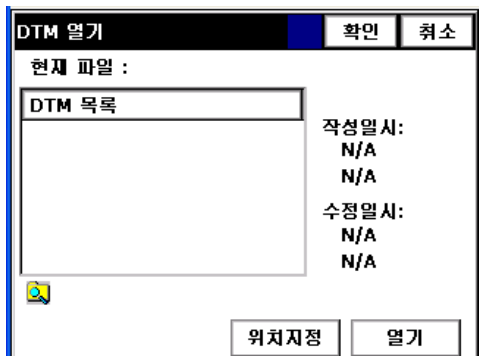 DTM 열기 확인 취소
현재 파일 :
DTM 목록
작성일시:
N/A
N/A
수정일시:
N/A
N/A
위치지정 열기